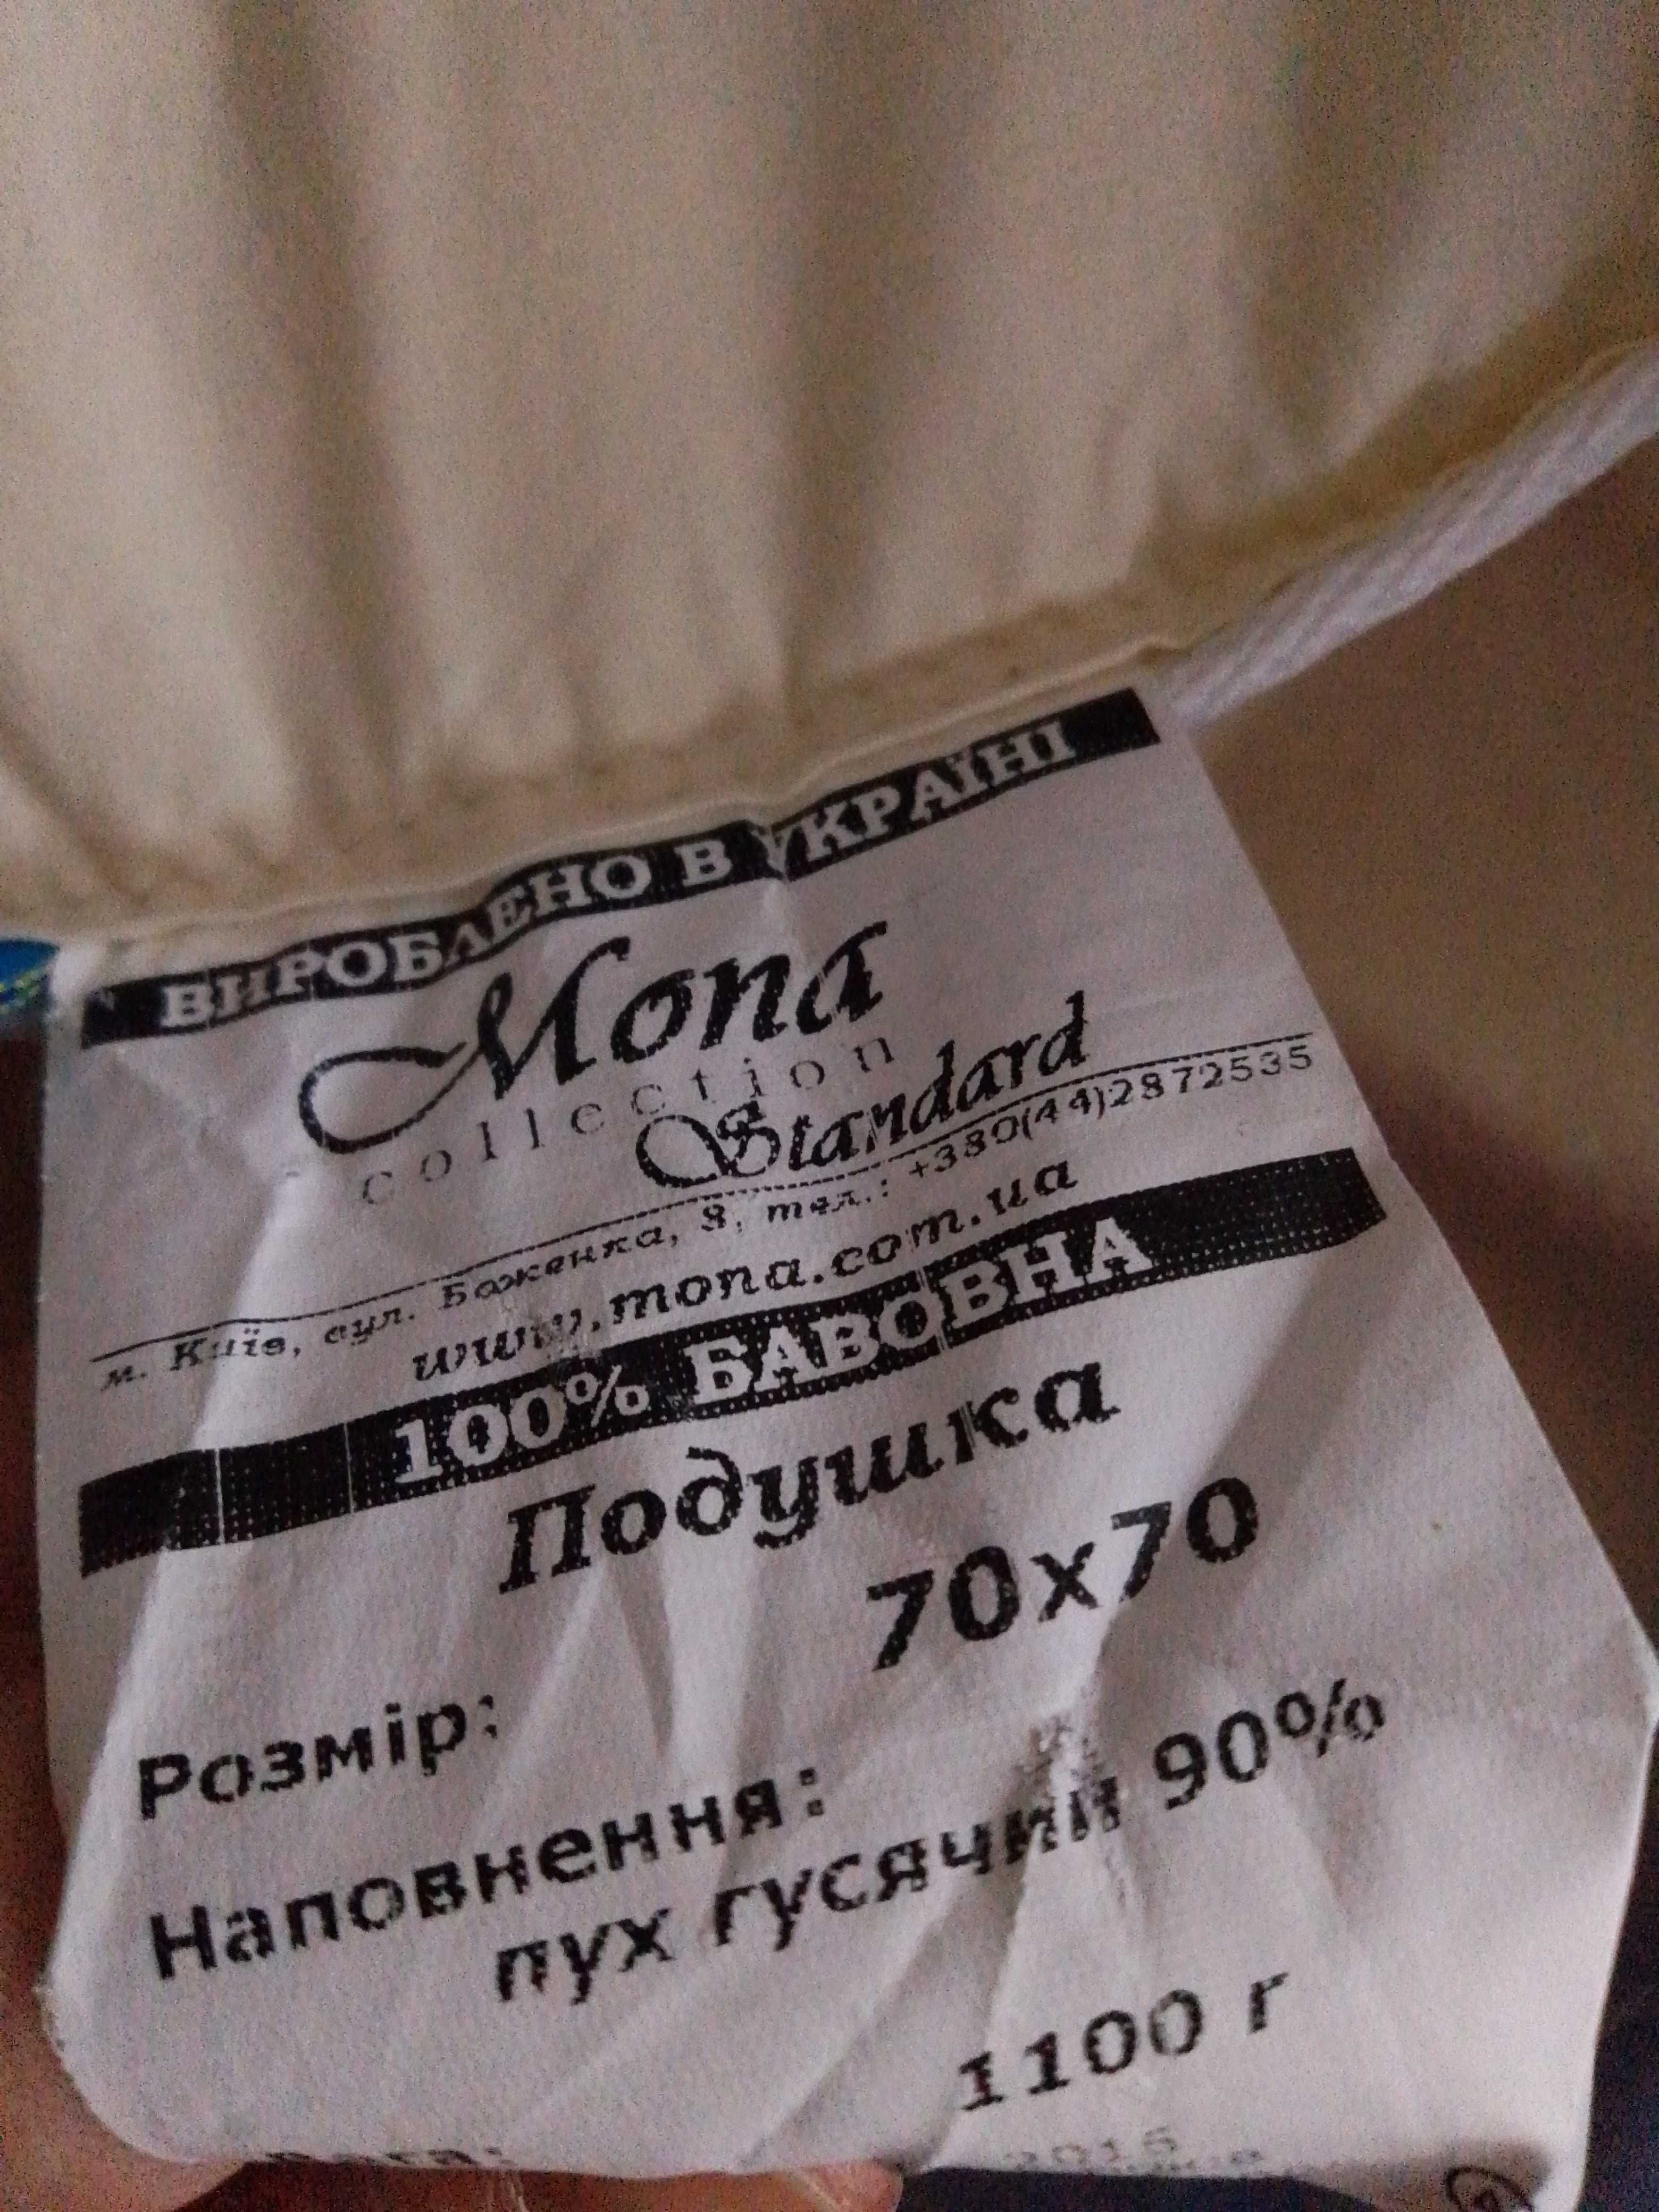 ВИРОБЛЕНО В УКРАЇНІ
Mona
collection
Standard
м. Київ, вул. Боженка, 8, тел.: +380(44)2872535
www.mona.com.ua
100% БАВОВНА
Подушка
Розмір: 70x70
Наповнення:
пух гусячий 90%
1100 г
2015